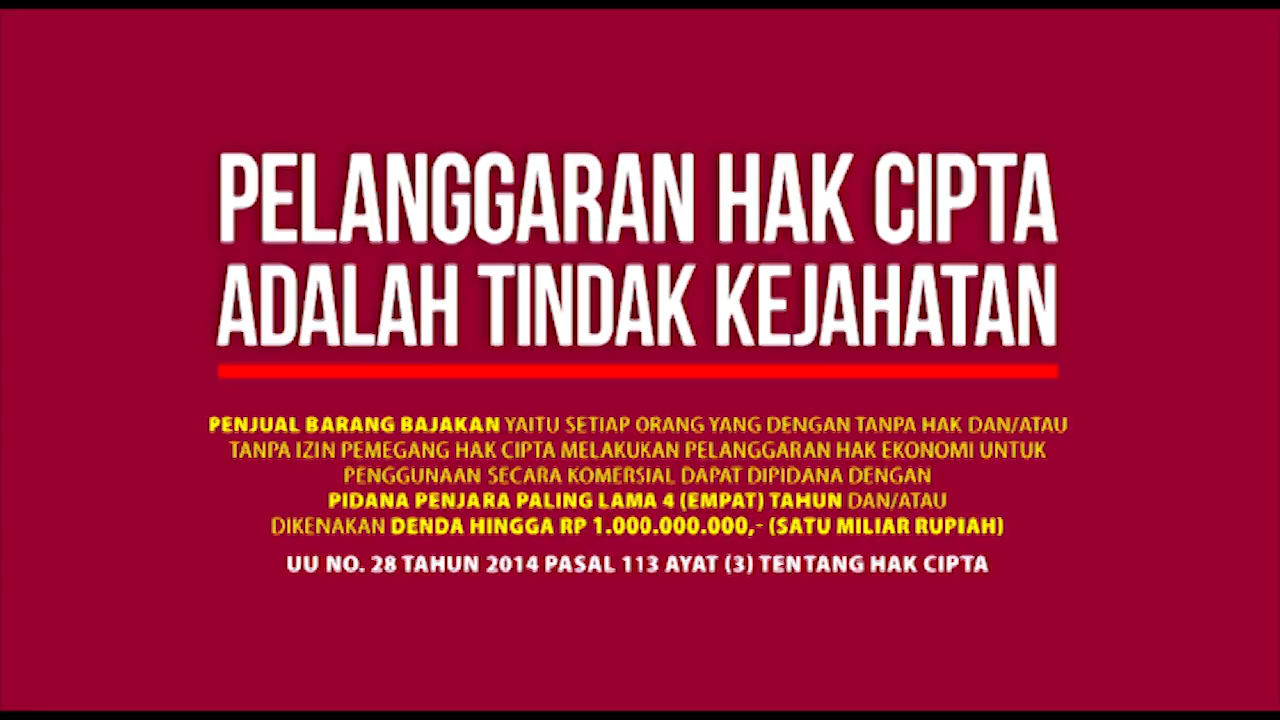 PELANGGARAN HAK CIPTA
ADALAH TINDAK KEJAHATAN
PENJUAL BARANG BAJAKAN YAITU SETIAP ORANG YANG DENGAN TANPA HAK DAN/ATAU
TANPA IZIN PEMEGANG HAK CIPTA MELAKUKAN PELANGGARAN HAK EKONOMI UNTUK
PENGGUNAAN SECARA KOMERSIAL DAPAT DIPIDANA DENGAN
PIDANA PENJARA PALING LAMA 4 (EMPAT) TAHUN DAN/ATAU
DIKENAKAN DENDA HINGGA RP 1.000.000.000,- (SATU MILIAR RUPIAH)
UU NO. 28 TAHUN 2014 PASAL 113 AYAT (3) TENTANG HAK CIPTA